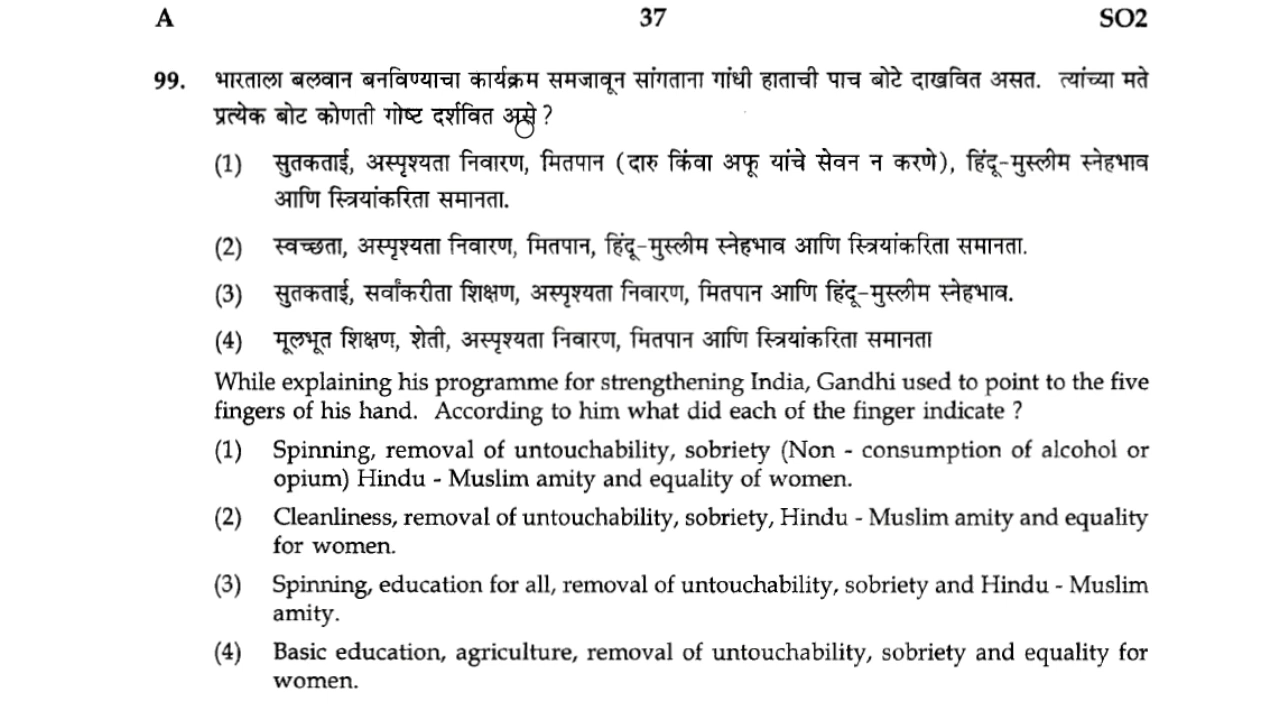 A 37 SO2
99. भारताला बलवान बनविण्याचा कार्यक्रम समजावून सांगताना गांधी हाताची पाच बोटे दाखवित असत. त्यांच्या मते
प्रत्येक बोट कोणती गोष्ट दर्शवित असे ?
(1) सुतकताई, अस्पृश्यता निवारण, मितपान (दारु किंवा अफू यांचे सेवन न करणे), हिंदू-मुस्लीम स्नेहभाव
आणि स्त्रियांकरिता समानता.
(2) स्वच्छता, अस्पृश्यता निवारण, मितपान, हिंदू-मुस्लीम स्नेहभाव आणि स्त्रियांकरिता समानता.
(3) सुतकताई, सर्वांकरीता शिक्षण, अस्पृश्यता निवारण, मितपान आणि हिंदू-मुस्लीम स्नेहभाव.
(4) मूलभूत शिक्षण, शेती, अस्पृश्यता निवारण, मितपान आणि स्त्रियांकरिता समानता
While explaining his programme for strengthening India, Gandhi used to point to the five
fingers of his hand. According to him what did each of the finger indicate ?
(1) Spinning, removal of untouchability, sobriety (Non - consumption of alcohol or
opium) Hindu - Muslim amity and equality of women.
(2) Cleanliness, removal of untouchability, sobriety, Hindu - Muslim amity and equality
for women.
(3) Spinning, education for all, removal of untouchability, sobriety and Hindu - Muslim
amity.
(4) Basic education, agriculture, removal of untouchability, sobriety and equality for
women.